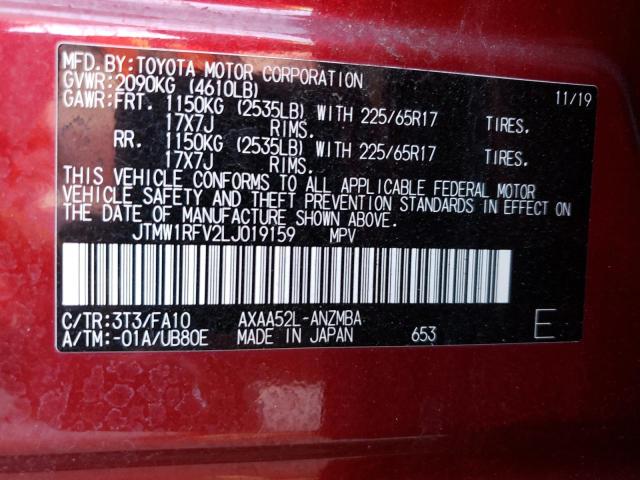 MFD.BY:TOYOTA MOTOR CORPORATION
GVWR:2090KG (4610LB) 11/19
GAWR:FRT. 1150KG (2535LB) WITH 225/65R17 TIRES.
17X7J RIMS.
RR. 1150KG (2535LB) WITH 225/65R17 TIRES.
17X7J RIMS.
THIS VEHICLE CONFORMS TO ALL APPLICABLE FEDERAL MOTOR
VEHICLE SAFETY AND THEFT PREVENTION STANDARDS IN EFFECT ON
THE DATE OF MANUFACTURE SHOWN ABOVE.
JTMW1RFV2LJ019159 MPV
C/TR:3T3/FA10 AXAA52L-ANZMBA
A/TM:-01A/UB80E MADE IN JAPAN 653 E